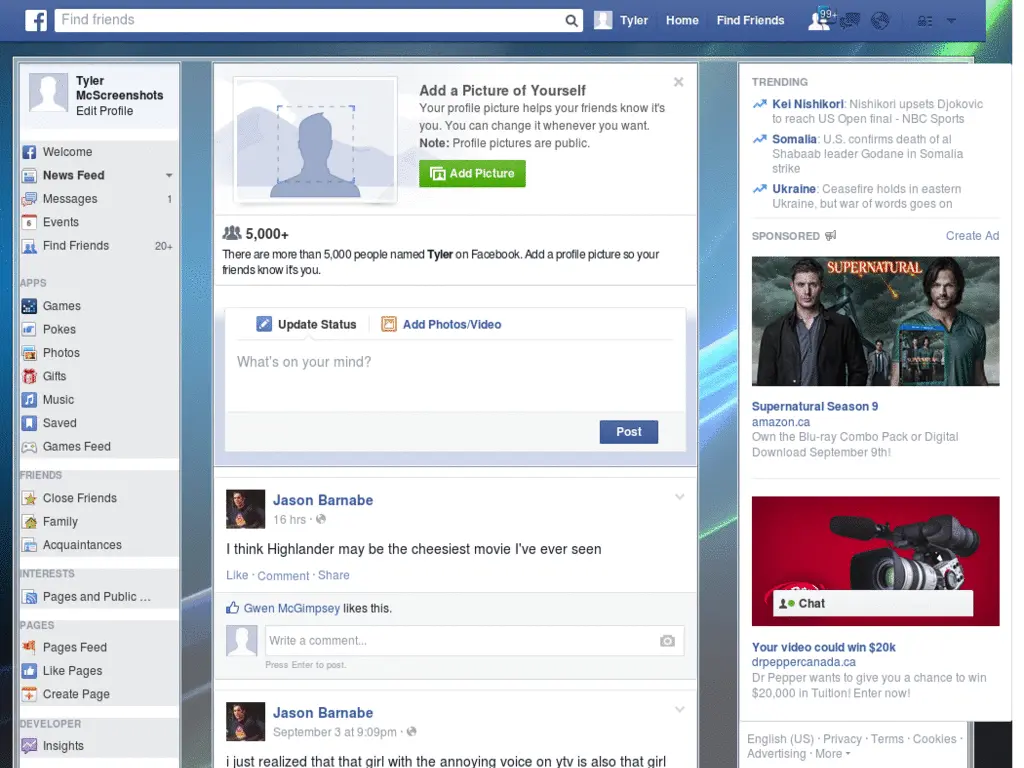 Find friends
Tyler
Home
Find Friends
99+
Tyler
McScreenshots
Edit Profile
Welcome
News Feed
Messages 1
Events
Find Friends 20+
APPS
Games
Pokes
Photos
Gifts
Music
Saved
Games Feed
FRIENDS
Close Friends
Family
Acquaintances
INTERESTS
Pages and Public ...
PAGES
Pages Feed
Like Pages
Create Page
DEVELOPER
Insights
Add a Picture of Yourself
Your profile picture helps your friends know it's
you. You can change it whenever you want.
Note: Profile pictures are public.
Add Picture
5,000+
There are more than 5,000 people named Tyler on Facebook. Add a profile picture so your
friends know it's you.
Update Status
Add Photos/Video
What's on your mind?
Post
Jason Barnabe
16 hrs ·
I think Highlander may be the cheesiest movie I've ever seen
Like · Comment · Share
Gwen McGimpsey likes this.
Write a comment...
Press Enter to post.
Jason Barnabe
September 3 at 9:09pm ·
i just realized that that girl with the annoying voice on ytv is also that girl
TRENDING
Kei Nishikori: Nishikori upsets Djokovic
to reach US Open final - NBC Sports
Somalia: U.S. confirms death of al
Shabaab leader Godane in Somalia
strike
Ukraine: Ceasefire holds in eastern
Ukraine, but war of words goes on
SPONSORED
Create Ad
SUPERNATURAL
Supernatural Season 9
amazon.ca
Own the Blu-ray Combo Pack or Digital
Download September 9th!
Chat
Your video could win $20k
drpeppercanada.ca
Dr Pepper wants to give you a chance to win
$20,000 in Tuition! Enter now!
English (US) · Privacy · Terms · Cookies ·
Advertising · More